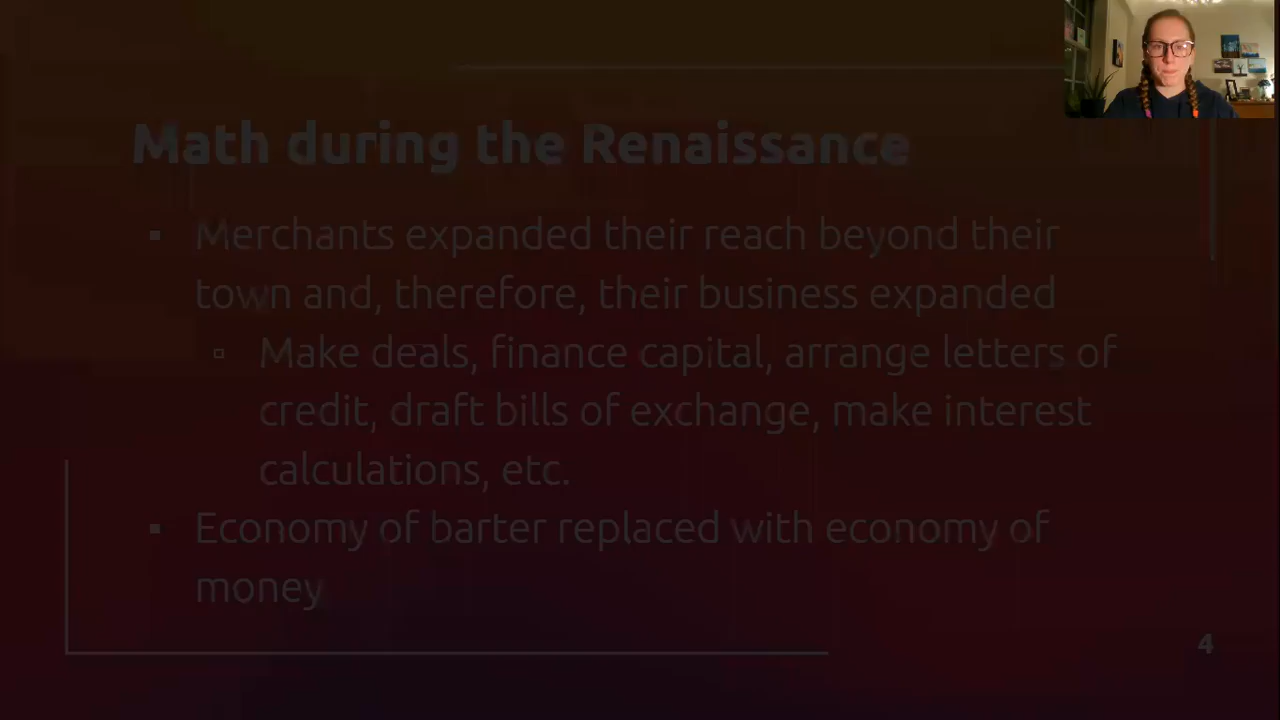 Math during the Renaissance
▪ Merchants expanded their reach beyond their
town and, therefore, their business expanded
▫ Make deals, finance capital, arrange letters of
credit, draft bills of exchange, make interest
calculations, etc.
▪ Economy of barter replaced with economy of
money
4